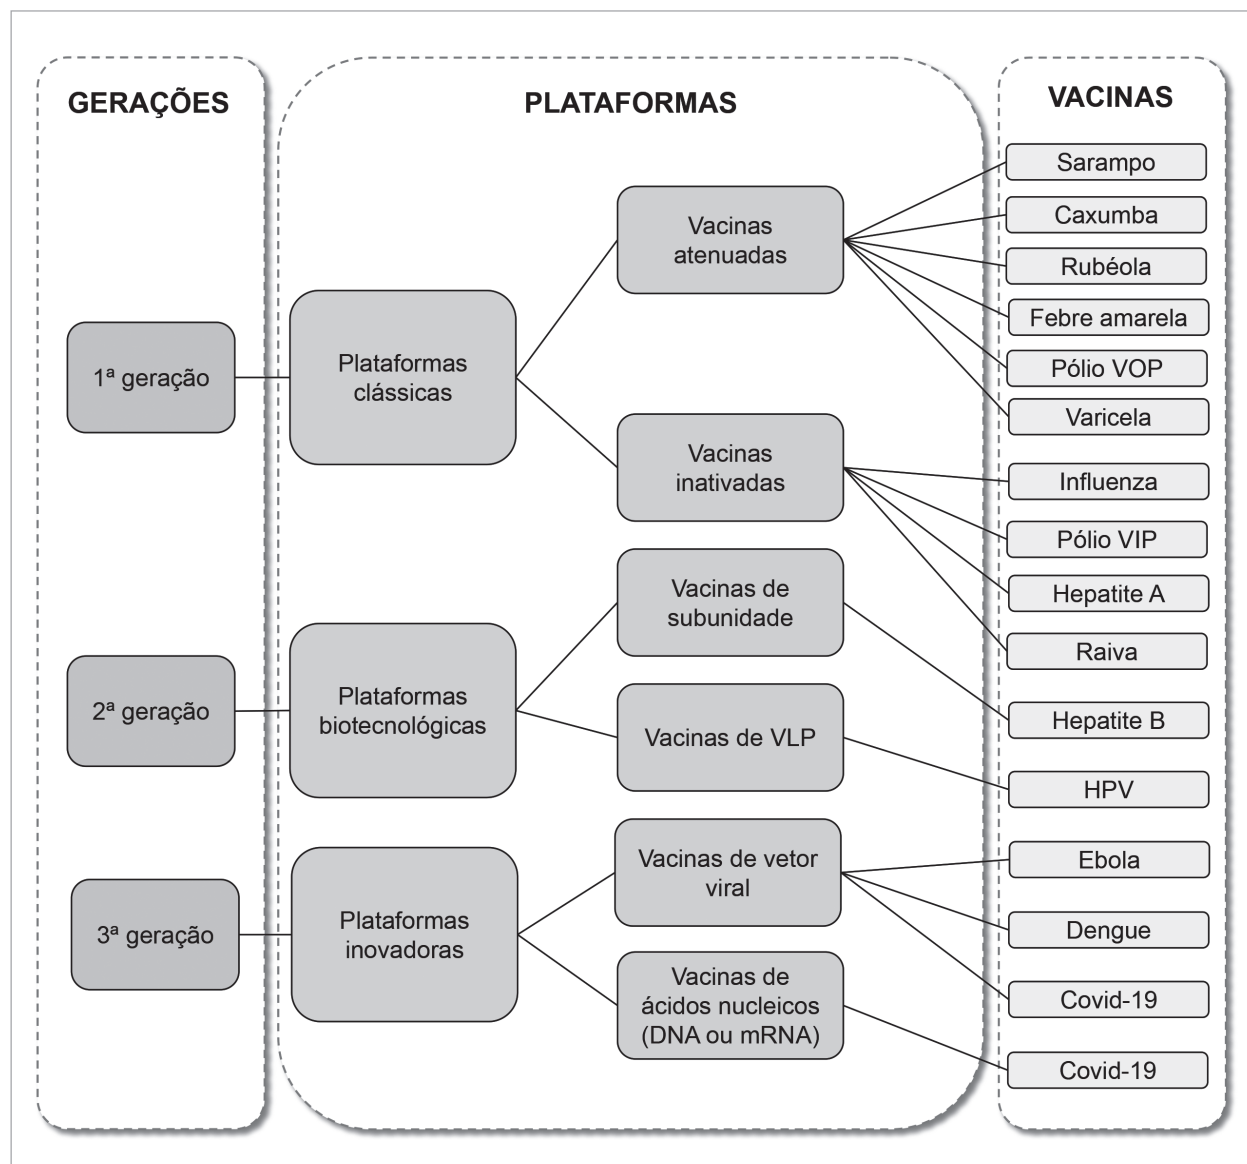 GERAÇÕES
PLATAFORMAS
VACINAS
1ª geração
Plataformas
clássicas
Vacinas
atenuadas
Sarampo
Caxumba
Rubéola
Febre amarela
Pólio VOP
Varicela
Vacinas
inativadas
Influenza
Pólio VIP
Hepatite A
Raiva
2ª geração
Plataformas
biotecnológicas
Vacinas de
subunidade
Hepatite B
Vacinas de VLP
HPV
3ª geração
Plataformas
inovadoras
Vacinas de vetor
viral
Ebola
Dengue
Covid-19
Vacinas de
ácidos nucleicos
(DNA ou mRNA)
Covid-19